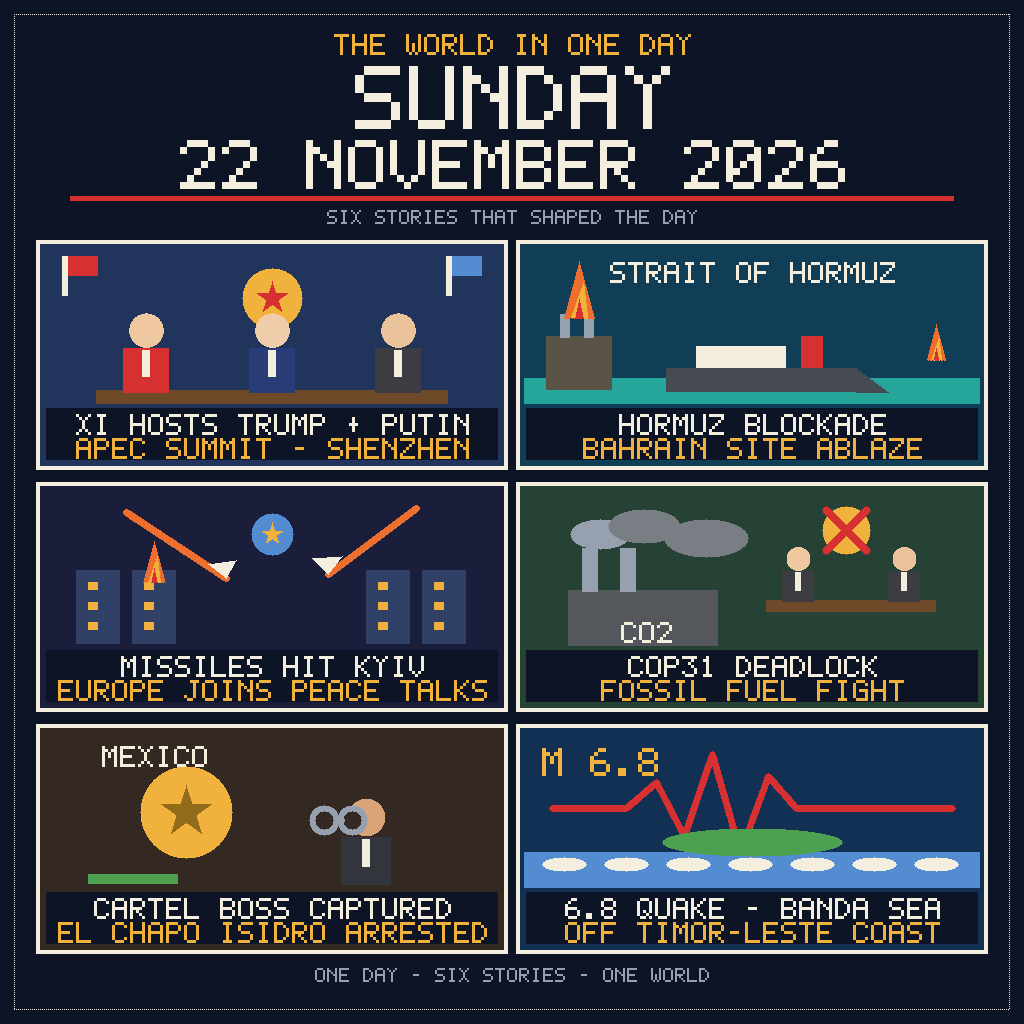 THE WORLD IN ONE DAY
SUNDAY
22 NOVEMBER 2026
SIX STORIES THAT SHAPED THE DAY
XI HOSTS TRUMP + PUTIN
APEC SUMMIT - SHENZHEN
STRAIT OF HORMUZ
HORMUZ BLOCKADE
BAHRAIN SITE ABLAZE
MISSILES HIT KYIV
EUROPE JOINS PEACE TALKS
CO2
COP31 DEADLOCK
FOSSIL FUEL FIGHT
MEXICO
CARTEL BOSS CAPTURED
EL CHAPO ISIDRO ARRESTED
M 6.8
6.8 QUAKE - BANDA SEA
OFF TIMOR-LESTE COAST
ONE DAY - SIX STORIES - ONE WORLD